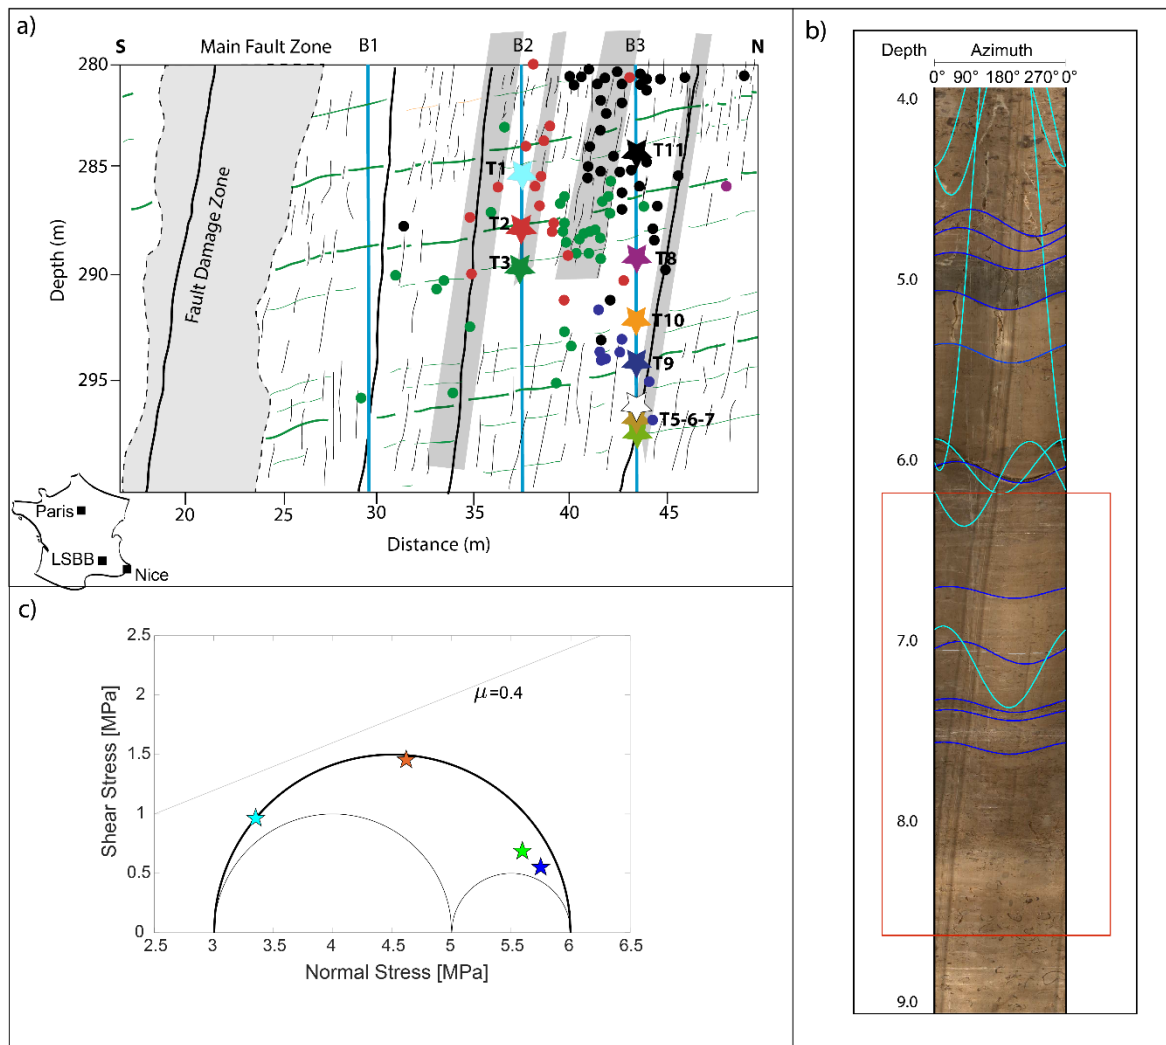 a)
S
Main Fault Zone
B1
B2
B3
N
280
285
290
295
Depth (m)
Fault Damage Zone
T1
T2
T3
T11
T8
T10
T9
T5-6-7
20
30
40
45
Distance (m)
Paris
LSBB
Nice
b)
Depth
Azimuth
0° 90° 180° 270° 0°
4.0
5.0
6.0
7.0
8.0
9.0
c)
2.5
2
1.5
1
0.5
0
Shear Stress [MPa]
μ=0.4
2.5 3 3.5 4 4.5 5 5.5 6 6.5
Normal Stress [MPa]